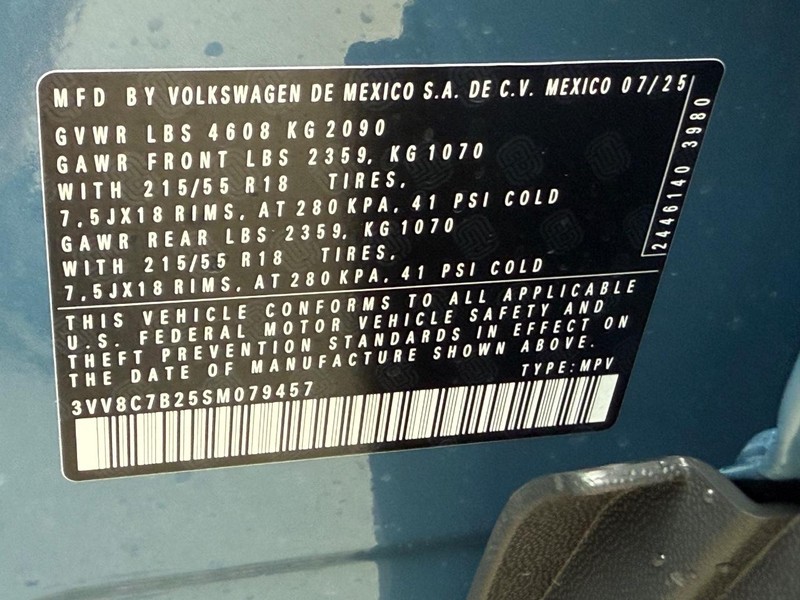 MFD BY VOLKSWAGEN DE MEXICO S.A. DE C.V. MEXICO 07/25
GVWR LBS 4608 KG 2090
GAWR FRONT LBS 2359, KG 1070
WITH 215/55 R18 TIRES,
7,5JX18 RIMS, AT 280 KPA, 41 PSI COLD
GAWR REAR LBS 2359, KG 1070
WITH 215/55 R18 TIRES,
7,5JX18 RIMS, AT 280 KPA, 41 PSI COLD
2446140 3980
THIS VEHICLE CONFORMS TO ALL APPLICABLE
U.S. FEDERAL MOTOR VEHICLE SAFETY AND
THEFT PREVENTION STANDARDS IN EFFECT ON
THE DATE OF MANUFACTURE SHOWN ABOVE.
TYPE: MPV
3VV8C7B25SM079457